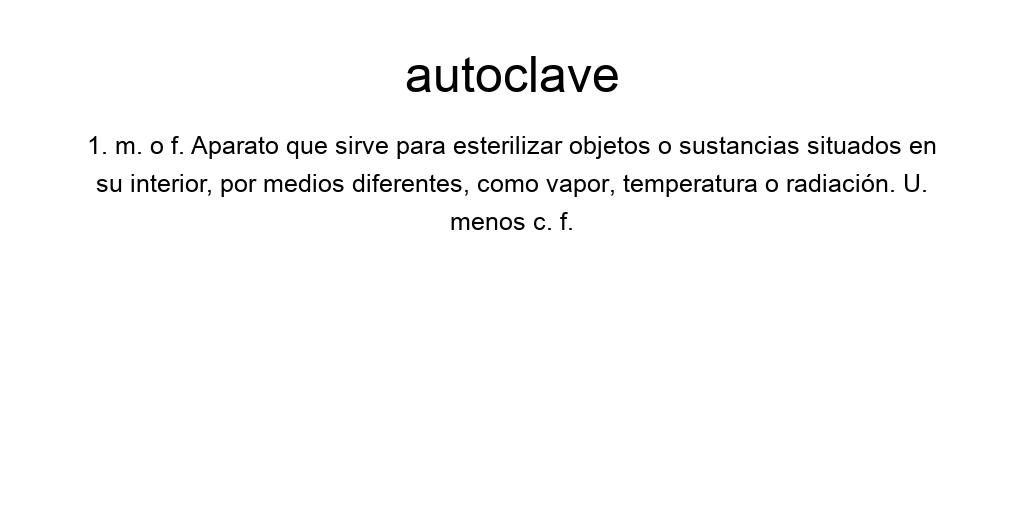 autoclave
1. m. o f. Aparato que sirve para esterilizar objetos o sustancias situados en
su interior, por medios diferentes, como vapor, temperatura o radiación. U.
menos c. f.